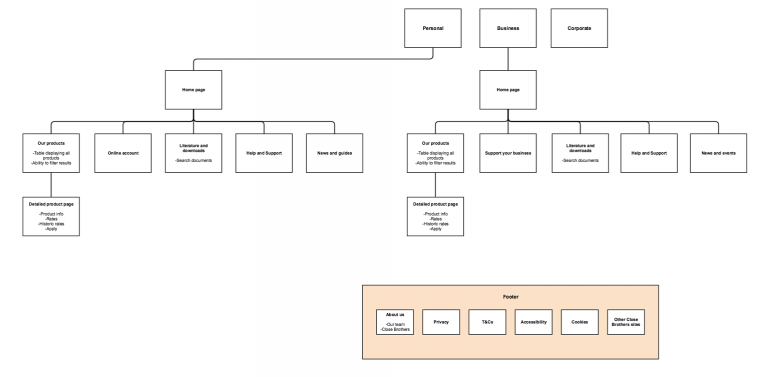 Personal
Business
Corporate
Home page
Home page
Our products
-Table displaying all
products
-Ability to filter results
Online account
Literature and
downloads
-Search documents
Help and Support
News and guides
Our products
-Table displaying all
products
-Ability to filter results
Support your business
Literature and
downloads
-Search documents
Help and Support
News and events
Detailed product page
-Product info
-Rates
-Historic rates
-Apply
Detailed product page
-Product info
-Rates
-Historic rates
-Apply
Footer
About us
-Our team
-Close Brothers
Privacy
T&Cs
Accessibility
Cookies
Other Close
Brothers sites